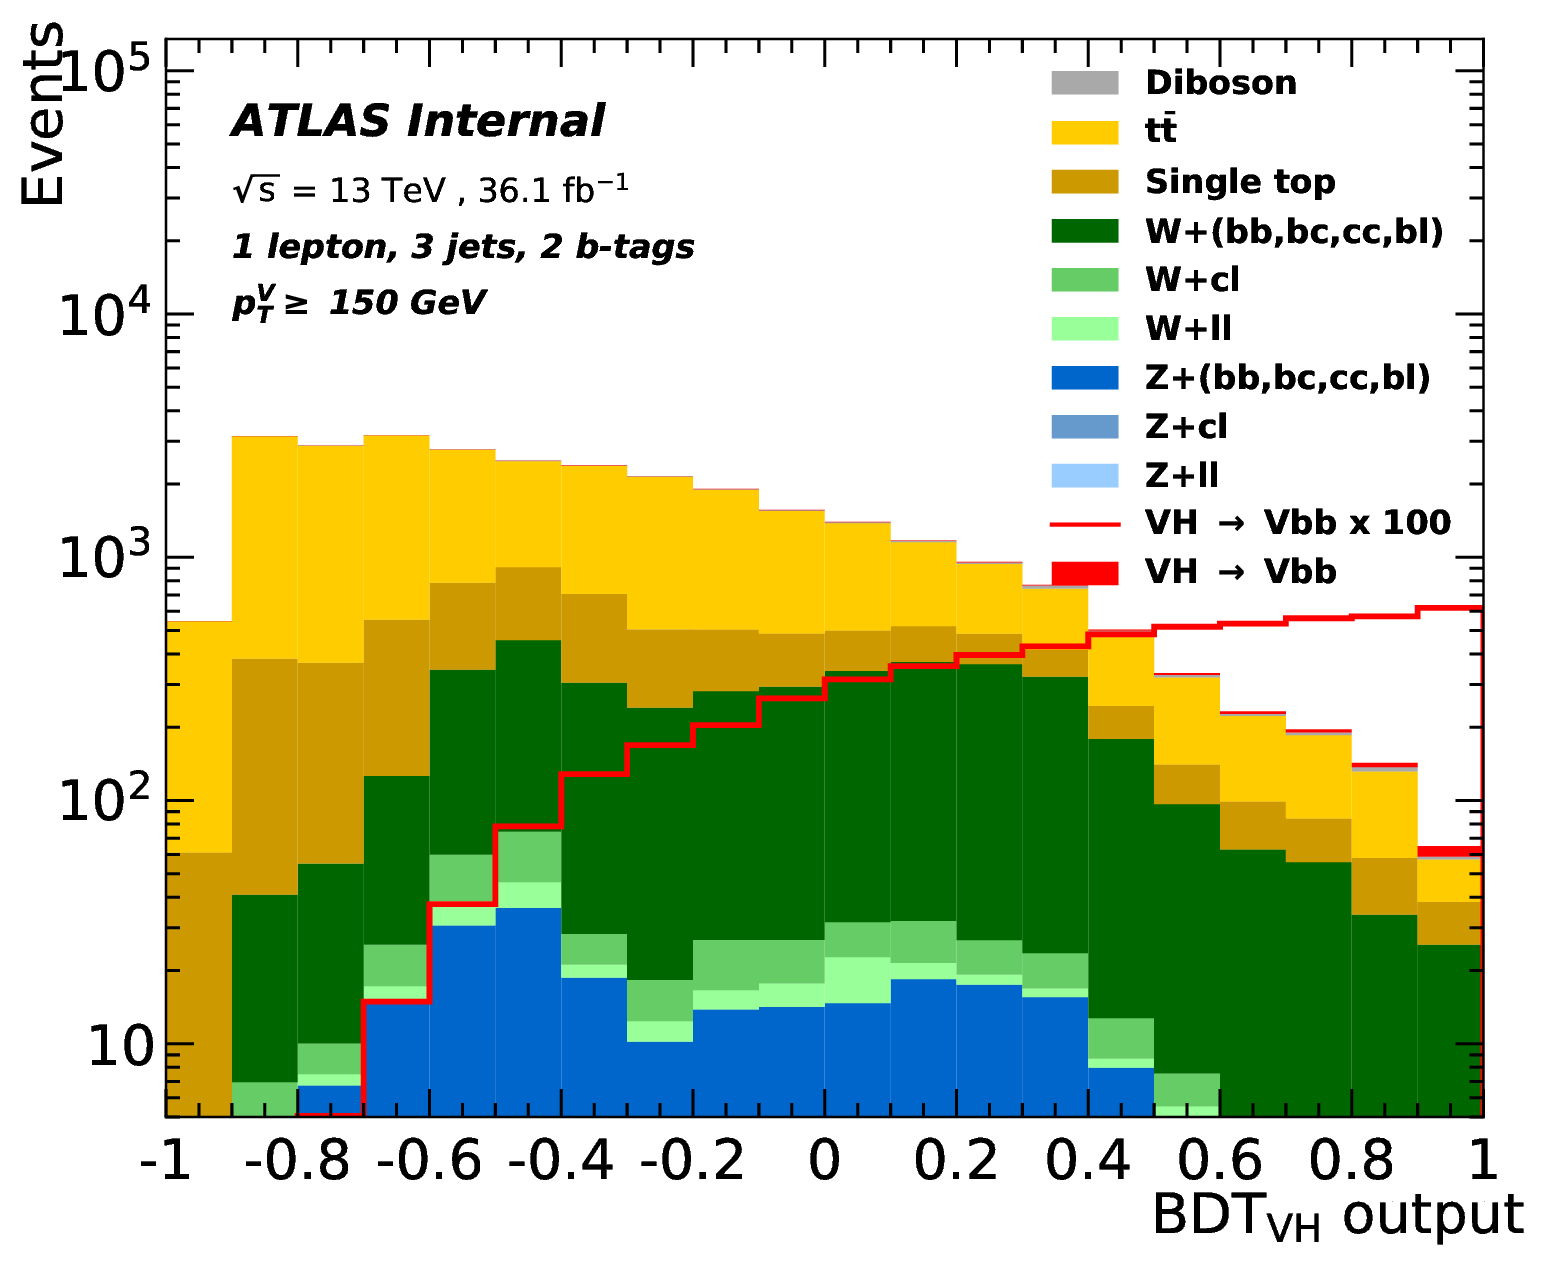 Events
10⁵
10⁴
10³
10²
10
ATLAS Internal
√s = 13 TeV , 36.1 fb⁻¹
1 lepton, 3 jets, 2 b-tags
p_T^V ≥ 150 GeV
Diboson
tt̄
Single top
W+(bb,bc,cc,bl)
W+cl
W+ll
Z+(bb,bc,cc,bl)
Z+cl
Z+ll
VH → Vbb x 100
VH → Vbb
-1 -0.8 -0.6 -0.4 -0.2 0 0.2 0.4 0.6 0.8 1
BDT_VH output